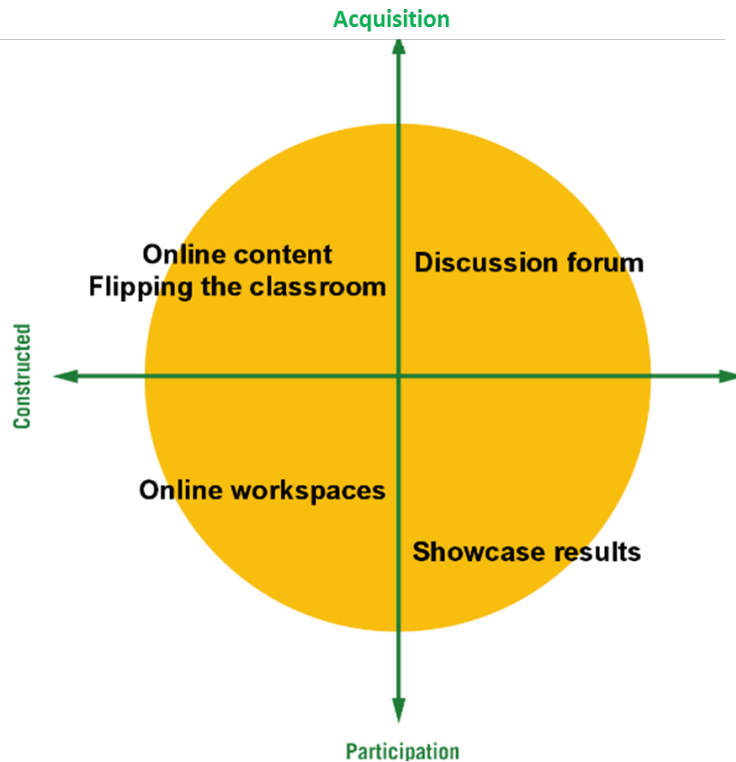 Acquisition
Online content
Flipping the classroom
Discussion forum
Constructed
Online workspaces
Showcase results
Participation